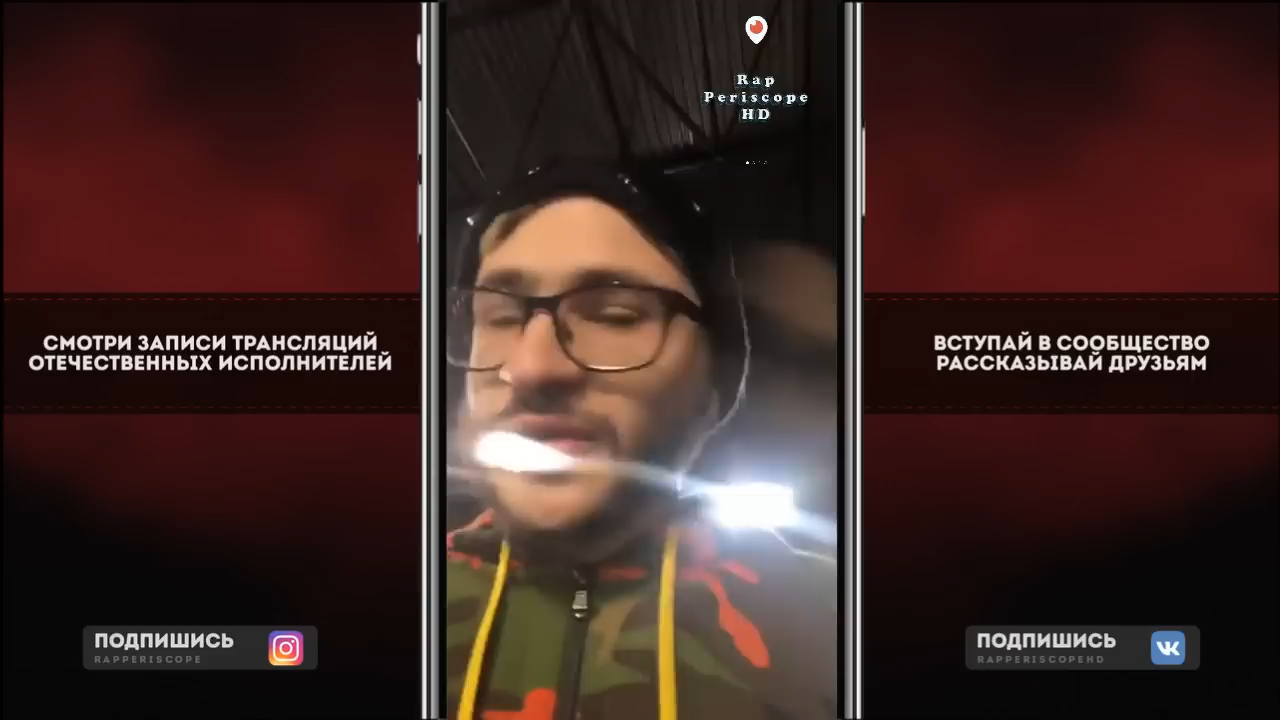 Rap
Periscope
HD
СМОТРИ ЗАПИСИ ТРАНСЛЯЦИЙ
ОТЕЧЕСТВЕННЫХ ИСПОЛНИТЕЛЕЙ
ВСТУПАЙ В СООБЩЕСТВО
РАССКАЗЫВАЙ ДРУЗЬЯМ
ПОДПИШИСЬ
RAPPERISCOPE
ПОДПИШИСЬ
RAPPERISCOPEHD